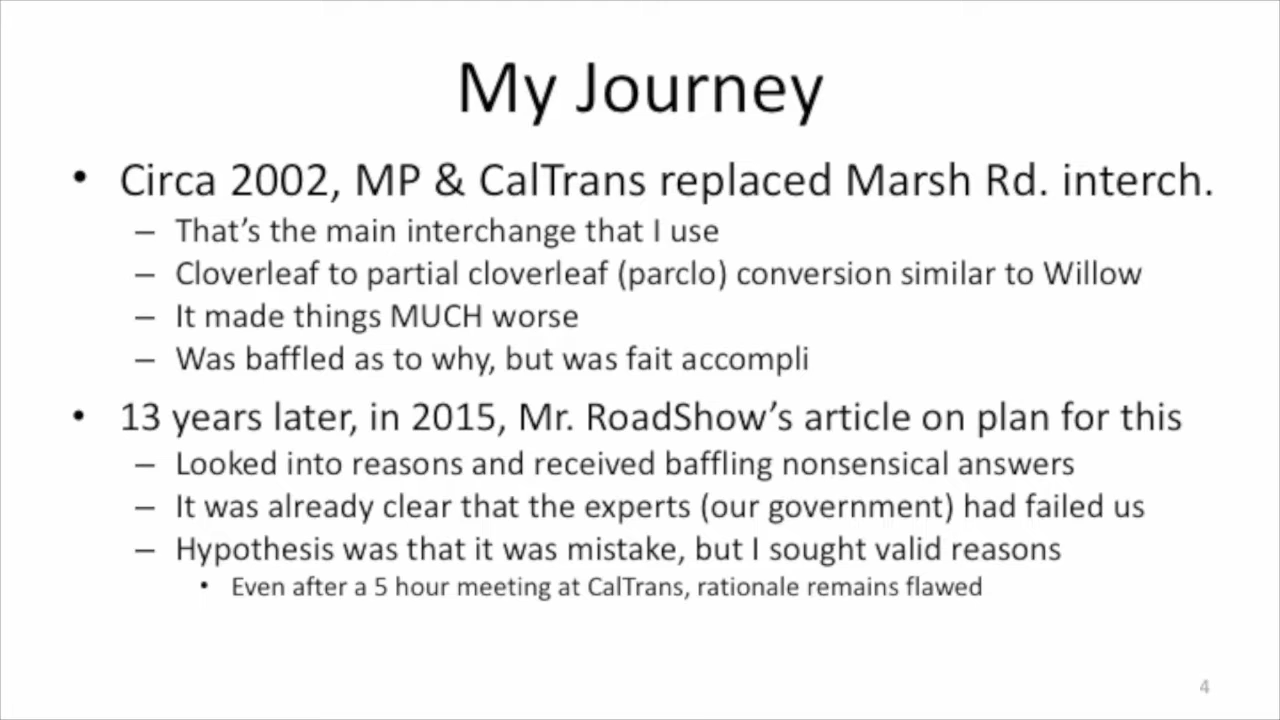 My Journey
• Circa 2002, MP & CalTrans replaced Marsh Rd. interch.
– That's the main interchange that I use
– Cloverleaf to partial cloverleaf (parclo) conversion similar to Willow
– It made things MUCH worse
– Was baffled as to why, but was fait accompli
• 13 years later, in 2015, Mr. RoadShow's article on plan for this
– Looked into reasons and received baffling nonsensical answers
– It was already clear that the experts (our government) had failed us
– Hypothesis was that it was mistake, but I sought valid reasons
• Even after a 5 hour meeting at CalTrans, rationale remains flawed
4